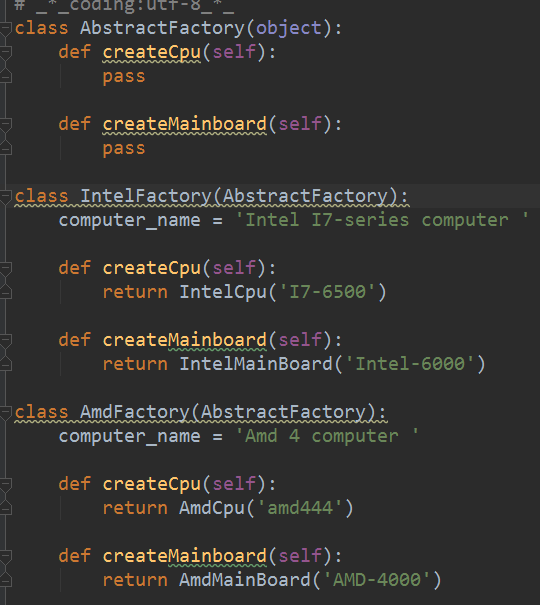 # _*_coding:utf-8_*_
class AbstractFactory(object):
    def createCpu(self):
        pass

    def createMainboard(self):
        pass

class IntelFactory(AbstractFactory):
    computer_name = 'Intel I7-series computer '

    def createCpu(self):
        return IntelCpu('I7-6500')

    def createMainboard(self):
        return IntelMainBoard('Intel-6000')

class AmdFactory(AbstractFactory):
    computer_name = 'Amd 4 computer '

    def createCpu(self):
        return AmdCpu('amd444')

    def createMainboard(self):
        return AmdMainBoard('AMD-4000')